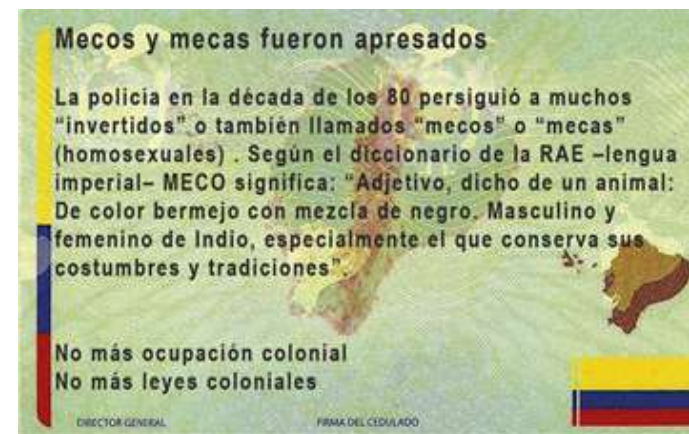 Mecos y mecas fueron apresados
La policía en la década de los 80 persiguió a muchos
“invertidos” o también llamados “mecos” o “mecas”
(homosexuales) . Según el diccionario de la RAE –lengua
imperial– MECO significa: “Adjetivo, dicho de un animal:
De color bermejo con mezcla de negro. Masculino y
femenino de Indio, especialmente el que conserva sus
costumbres y tradiciones”.
No más ocupación colonial
No más leyes coloniales
DIRECTOR GENERAL
FIRMA DEL CEDULADO